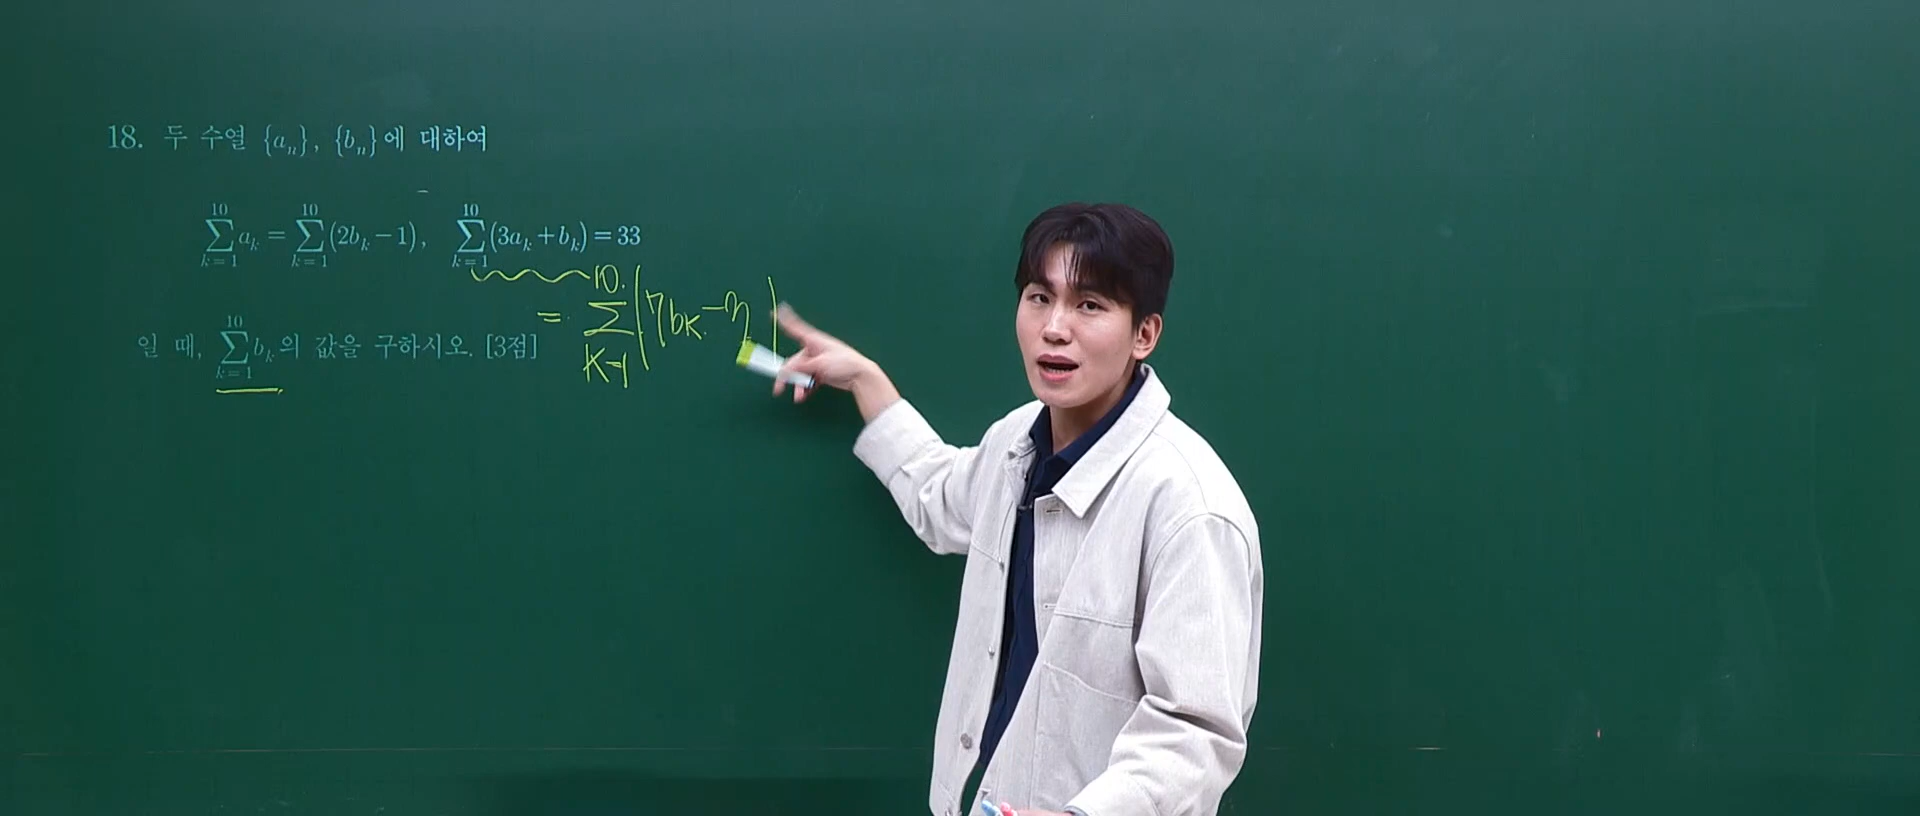 18. 두 수열 {aₙ}, {bₙ}에 대하여
∑_{k=1}^{10} aₖ = ∑_{k=1}^{10} (2bₖ−1), ∑_{k=1}^{10} (3aₖ+bₖ)=33
= ∑_{k=1}^{10} (7bₖ−3)
일 때, ∑_{k=1}^{10} bₖ의 값을 구하시오. [3점]